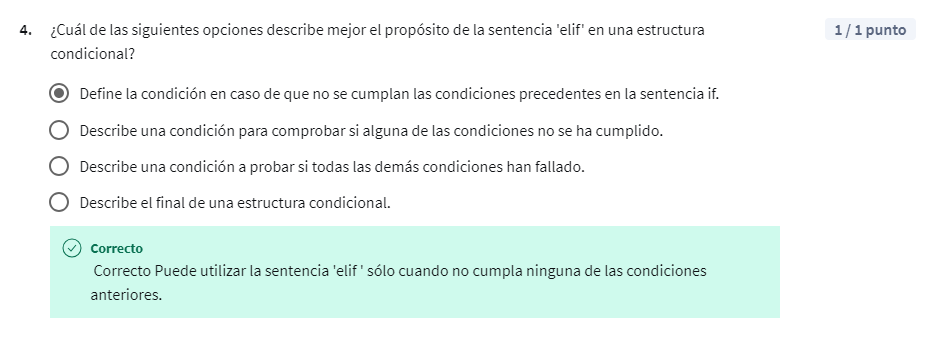 4. ¿Cuál de las siguientes opciones describe mejor el propósito de la sentencia 'elif' en una estructura
condicional?
1 / 1 punto
Define la condición en caso de que no se cumplan las condiciones precedentes en la sentencia if.
Describe una condición para comprobar si alguna de las condiciones no se ha cumplido.
Describe una condición a probar si todas las demás condiciones han fallado.
Describe el final de una estructura condicional.
Correcto
Correcto Puede utilizar la sentencia 'elif ' sólo cuando no cumpla ninguna de las condiciones
anteriores.